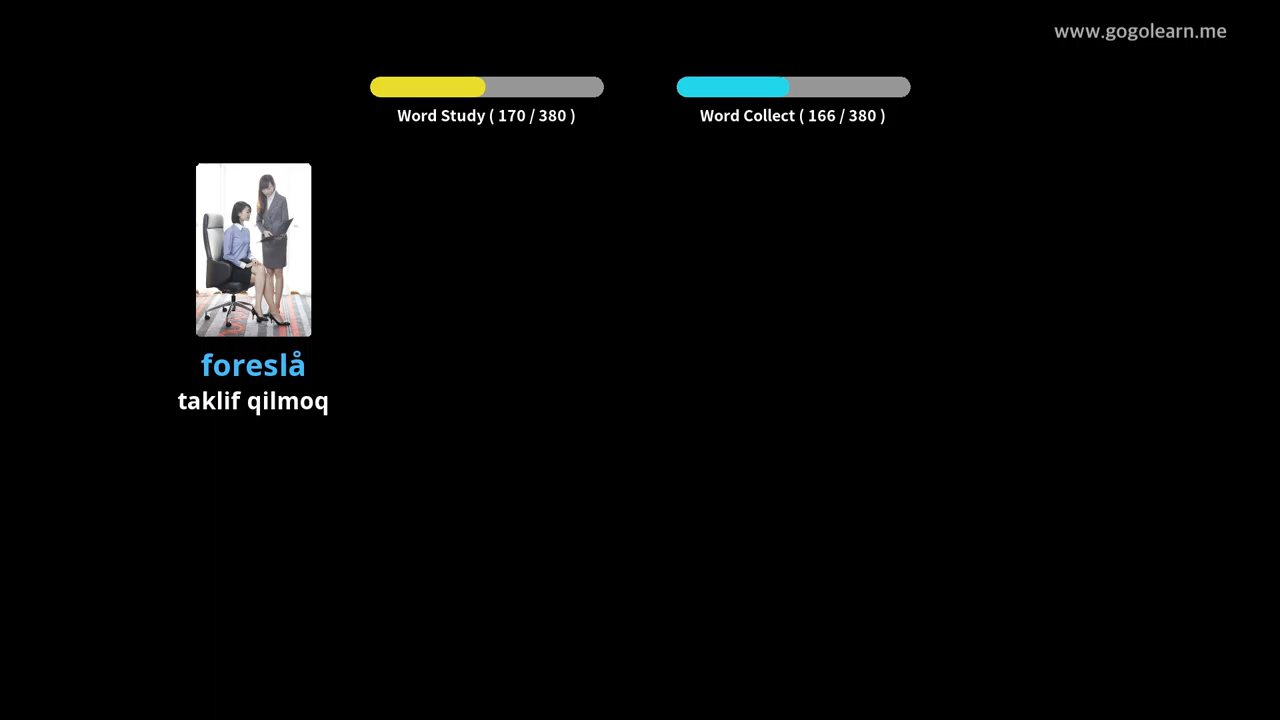 www.gogolearn.me
Word Study ( 170 / 380 )
Word Collect ( 166 / 380 )
foreslå
taklif qilmoq